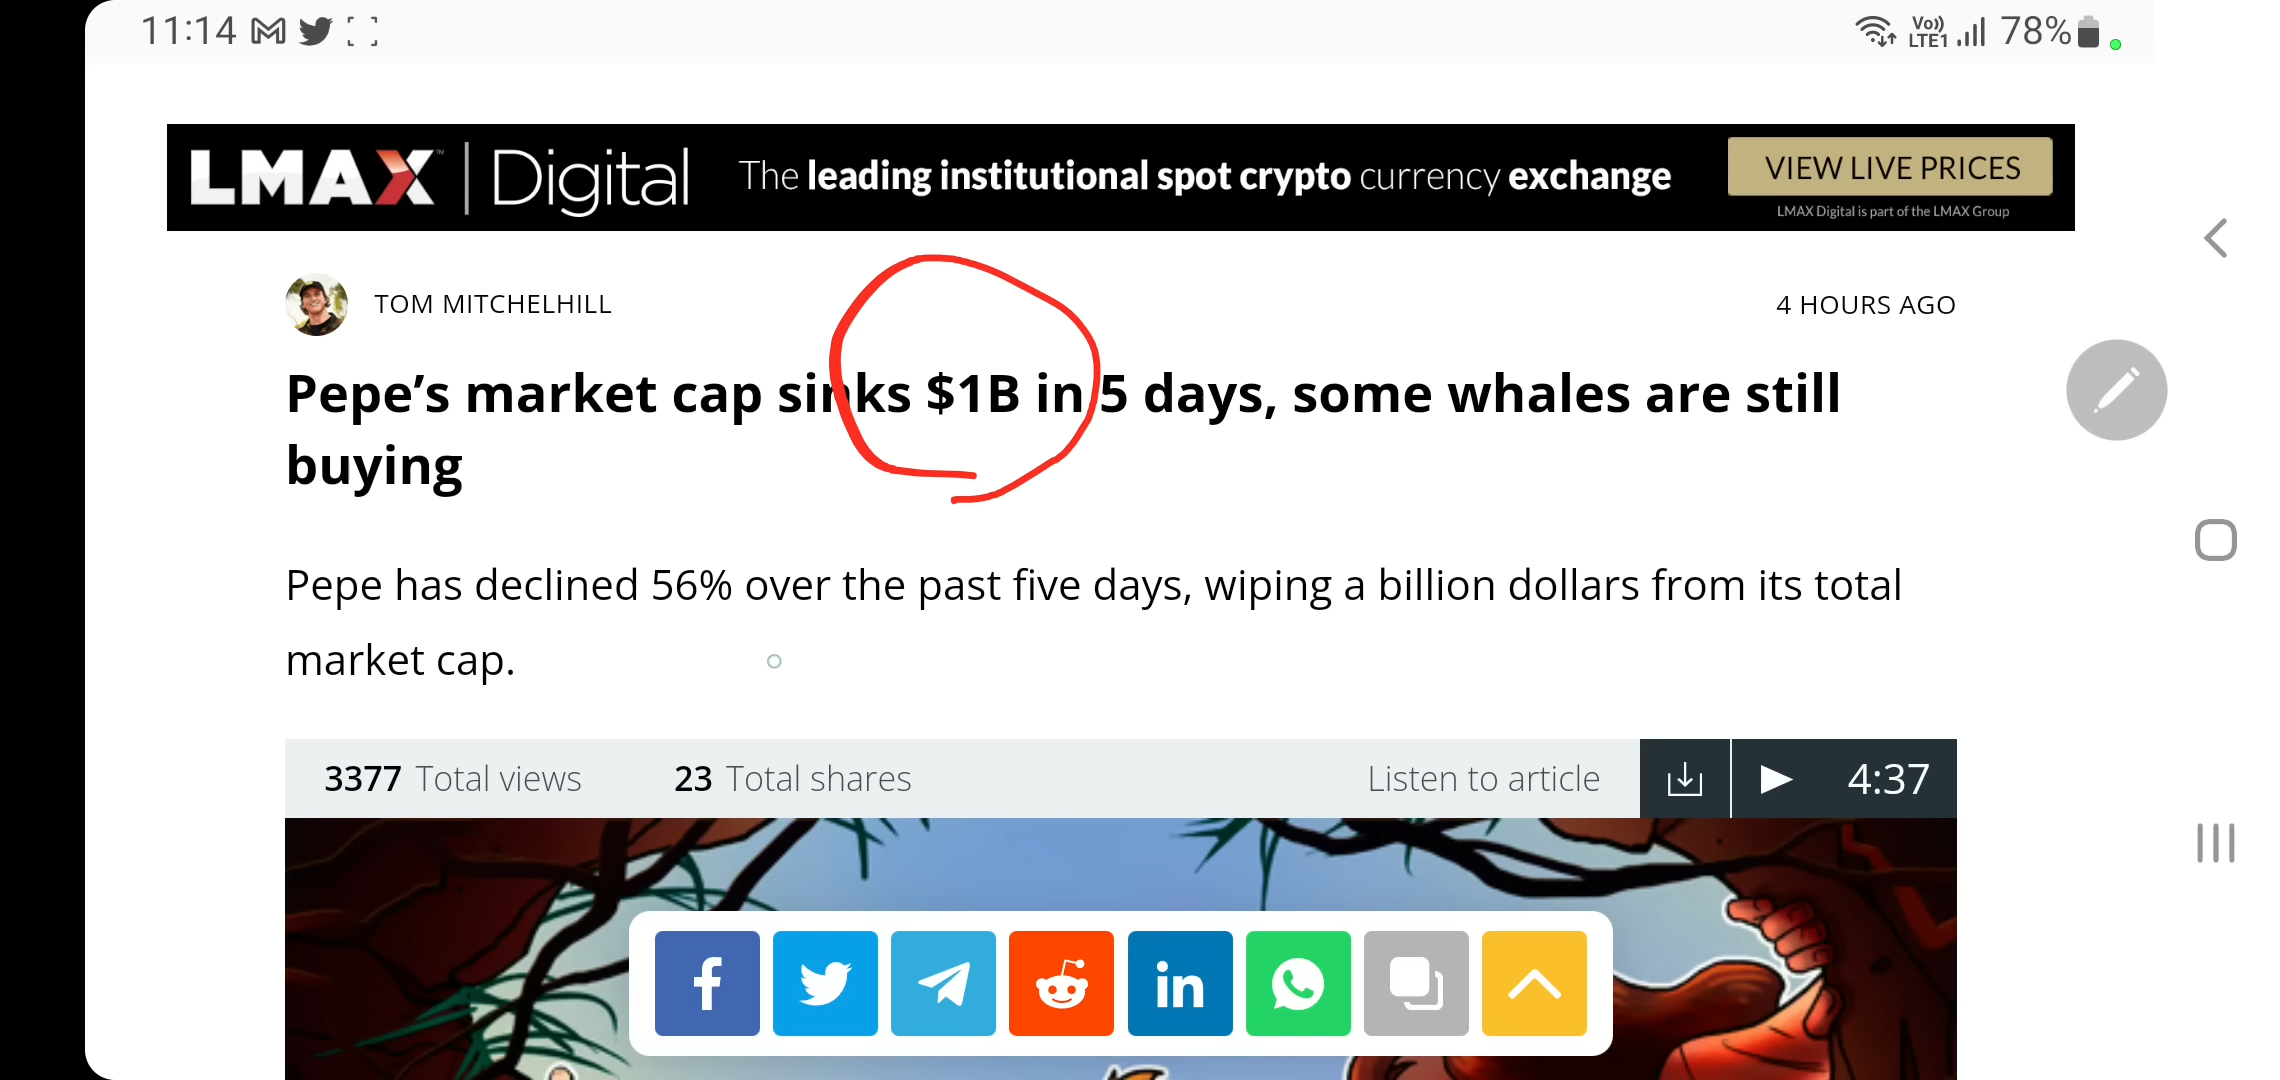 11:14
Vo)) LTE1 78%
LMAX™ | Digital The leading institutional spot crypto currency exchange VIEW LIVE PRICES
LMAX Digital is part of the LMAX Group
TOM MITCHELHILL 4 HOURS AGO
Pepe’s market cap sinks $1B in 5 days, some whales are still
buying
Pepe has declined 56% over the past five days, wiping a billion dollars from its total
market cap.
3377 Total views 23 Total shares Listen to article 4:37